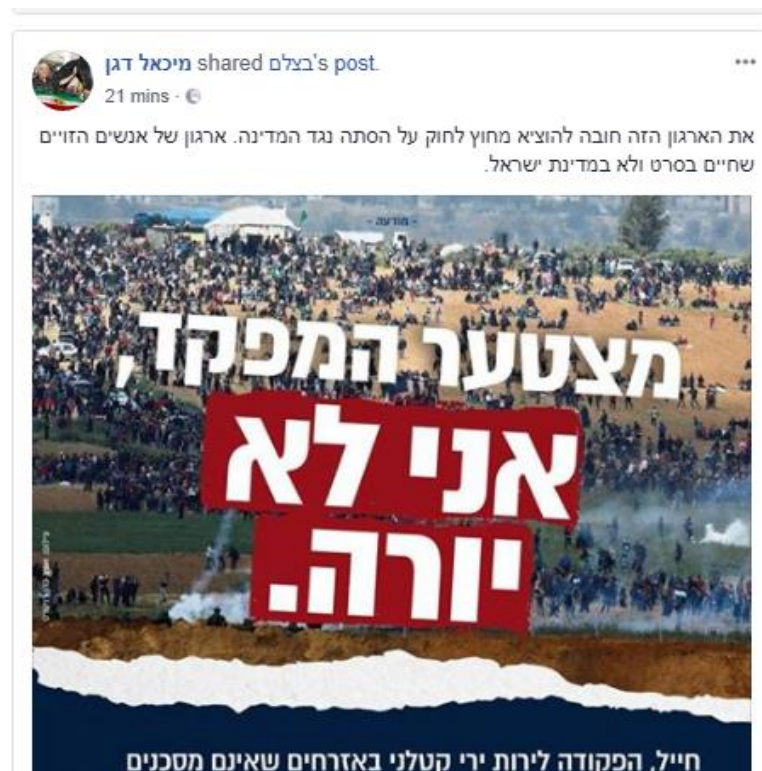 מיכאל דגן shared בצלם's post.
21 mins ·
את הארגון הזה חובה להוציא מחוץ לחוק על הסתה נגד המדינה. ארגון של אנשים הזויים
שחיים בסרט ולא במדינת ישראל.
- מודעה -
מצטער המפקד,
אני לא
יורה.
חייל, הפקודה לירות ירי קטלני באזרחים שאינם מסכנים